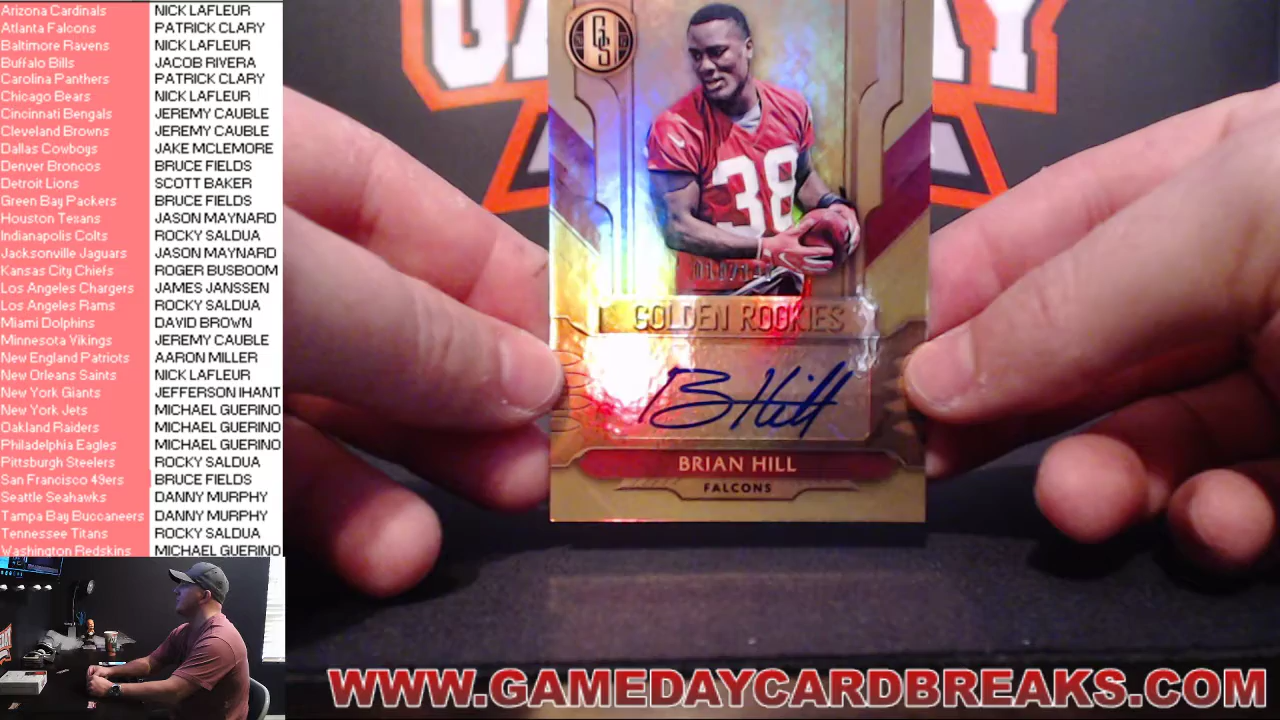 Arizona Cardinals NICK LAFLEUR
Atlanta Falcons PATRICK CLARY
Baltimore Ravens NICK LAFLEUR
Buffalo Bills JACOB RIVERA
Carolina Panthers PATRICK CLARY
Chicago Bears NICK LAFLEUR
Cincinnati Bengals JEREMY CAUBLE
Cleveland Browns JEREMY CAUBLE
Dallas Cowboys JAKE MCLEMORE
Denver Broncos BRUCE FIELDS
Detroit Lions SCOTT BAKER
Green Bay Packers BRUCE FIELDS
Houston Texans JASON MAYNARD
Indianapolis Colts ROCKY SALDUA
Jacksonville Jaguars JASON MAYNARD
Kansas City Chiefs ROGER BUSBOOM
Los Angeles Chargers JAMES JANSSEN
Los Angeles Rams ROCKY SALDUA
Miami Dolphins DAVID BROWN
Minnesota Vikings JEREMY CAUBLE
New England Patriots AARON MILLER
New Orleans Saints NICK LAFLEUR
New York Giants JEFFERSON IHANT
New York Jets MICHAEL GUERINO
Oakland Raiders MICHAEL GUERINO
Philadelphia Eagles MICHAEL GUERINO
Pittsburgh Steelers ROCKY SALDUA
San Francisco 49ers BRUCE FIELDS
Seattle Seahawks DANNY MURPHY
Tampa Bay Buccaneers DANNY MURPHY
Tennessee Titans ROCKY SALDUA
Washington Redskins MICHAEL GUERINO
GS
38
GOLDEN ROOKIES
B Hill
BRIAN HILL
FALCONS
WWW.GAMEDAYCARDBREAKS.COM